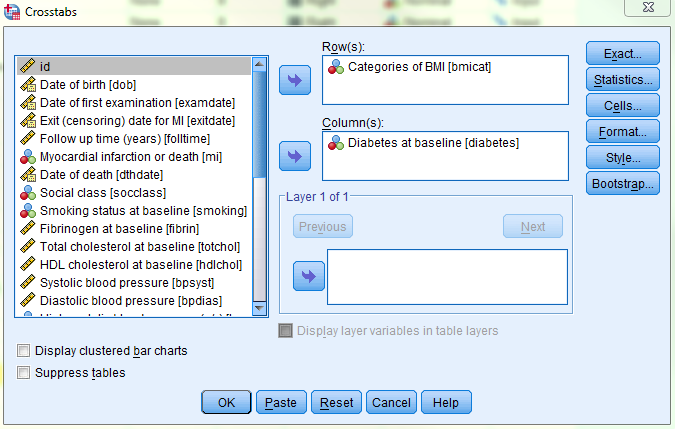 Crosstabs
id
Date of birth [dob]
Date of first examination [examdate]
Exit (censoring) date for MI [exitdate]
Follow up time (years) [folltime]
Myocardial infarction or death [mi]
Date of death [dthdate]
Social class [socclass]
Smoking status at baseline [smoking]
Fibrinogen at baseline [fibrin]
Total cholesterol at baseline [totchol]
HDL cholesterol at baseline [hdlchol]
Systolic blood pressure [bpsyst]
Diastolic blood pressure [bpdias]
Row(s):
Categories of BMI [bmicat]
Column(s):
Diabetes at baseline [diabetes]
Layer 1 of 1
Previous
Next
Display layer variables in table layers
Exact...
Statistics...
Cells...
Format...
Style...
Bootstrap...
Display clustered bar charts
Suppress tables
OK
Paste
Reset
Cancel
Help